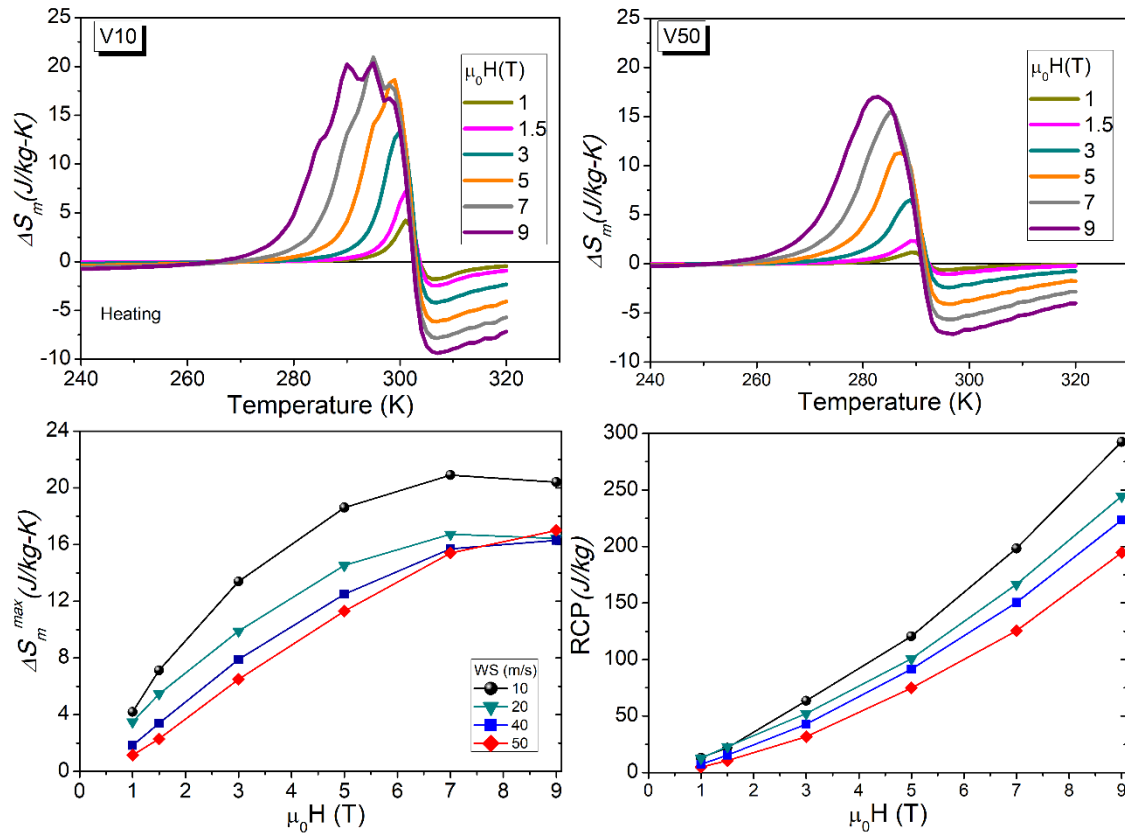 V10
μ₀H(T)
1
1.5
3
5
7
9
Heating
25
20
15
10
5
0
-5
-10
240 260 280 300 320
Temperature (K)
ΔSₘ(J/kg-K)
V50
μ₀H(T)
1
1.5
3
5
7
9
25
20
15
10
5
0
-5
-10
240 260 280 300 320
Temperature (K)
ΔSₘ(J/kg-K)
24
20
16
12
8
4
0
0 1 2 3 4 5 6 7 8 9
μ₀H (T)
ΔSₘᵐᵃˣ(J/kg-K)
WS (m/s)
10
20
40
50
300
250
200
150
100
50
0
0 1 2 3 4 5 6 7 8 9
μ₀H (T)
RCP(J/kg)